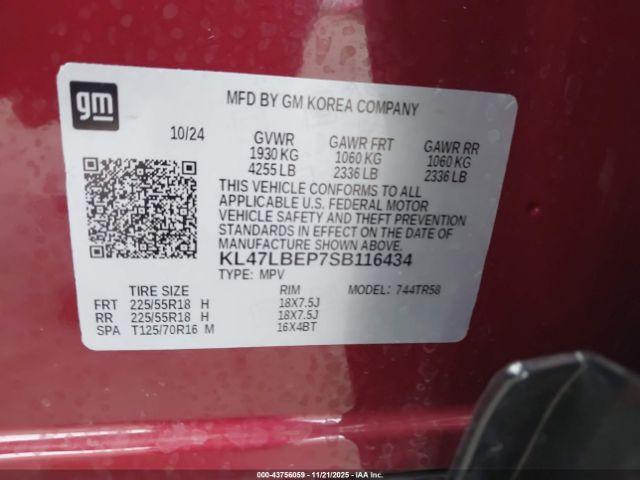 gm
MFD BY GM KOREA COMPANY
10/24 GVWR GAWR FRT GAWR RR
1930 KG 1060 KG 1060 KG
4255 LB 2336 LB 2336 LB
THIS VEHICLE CONFORMS TO ALL
APPLICABLE U.S. FEDERAL MOTOR
VEHICLE SAFETY AND THEFT PREVENTION
STANDARDS IN EFFECT ON THE DATE OF
MANUFACTURE SHOWN ABOVE.
KL47LBEP7SB116434
TYPE: MPV MODEL: 744TR58
TIRE SIZE RIM
FRT 225/55R18 H 18X7.5J
RR 225/55R18 H 18X7.5J
SPA T125/70R16 M 16X4BT
000-43756059 - 11/21/2025 - IAAI.COM